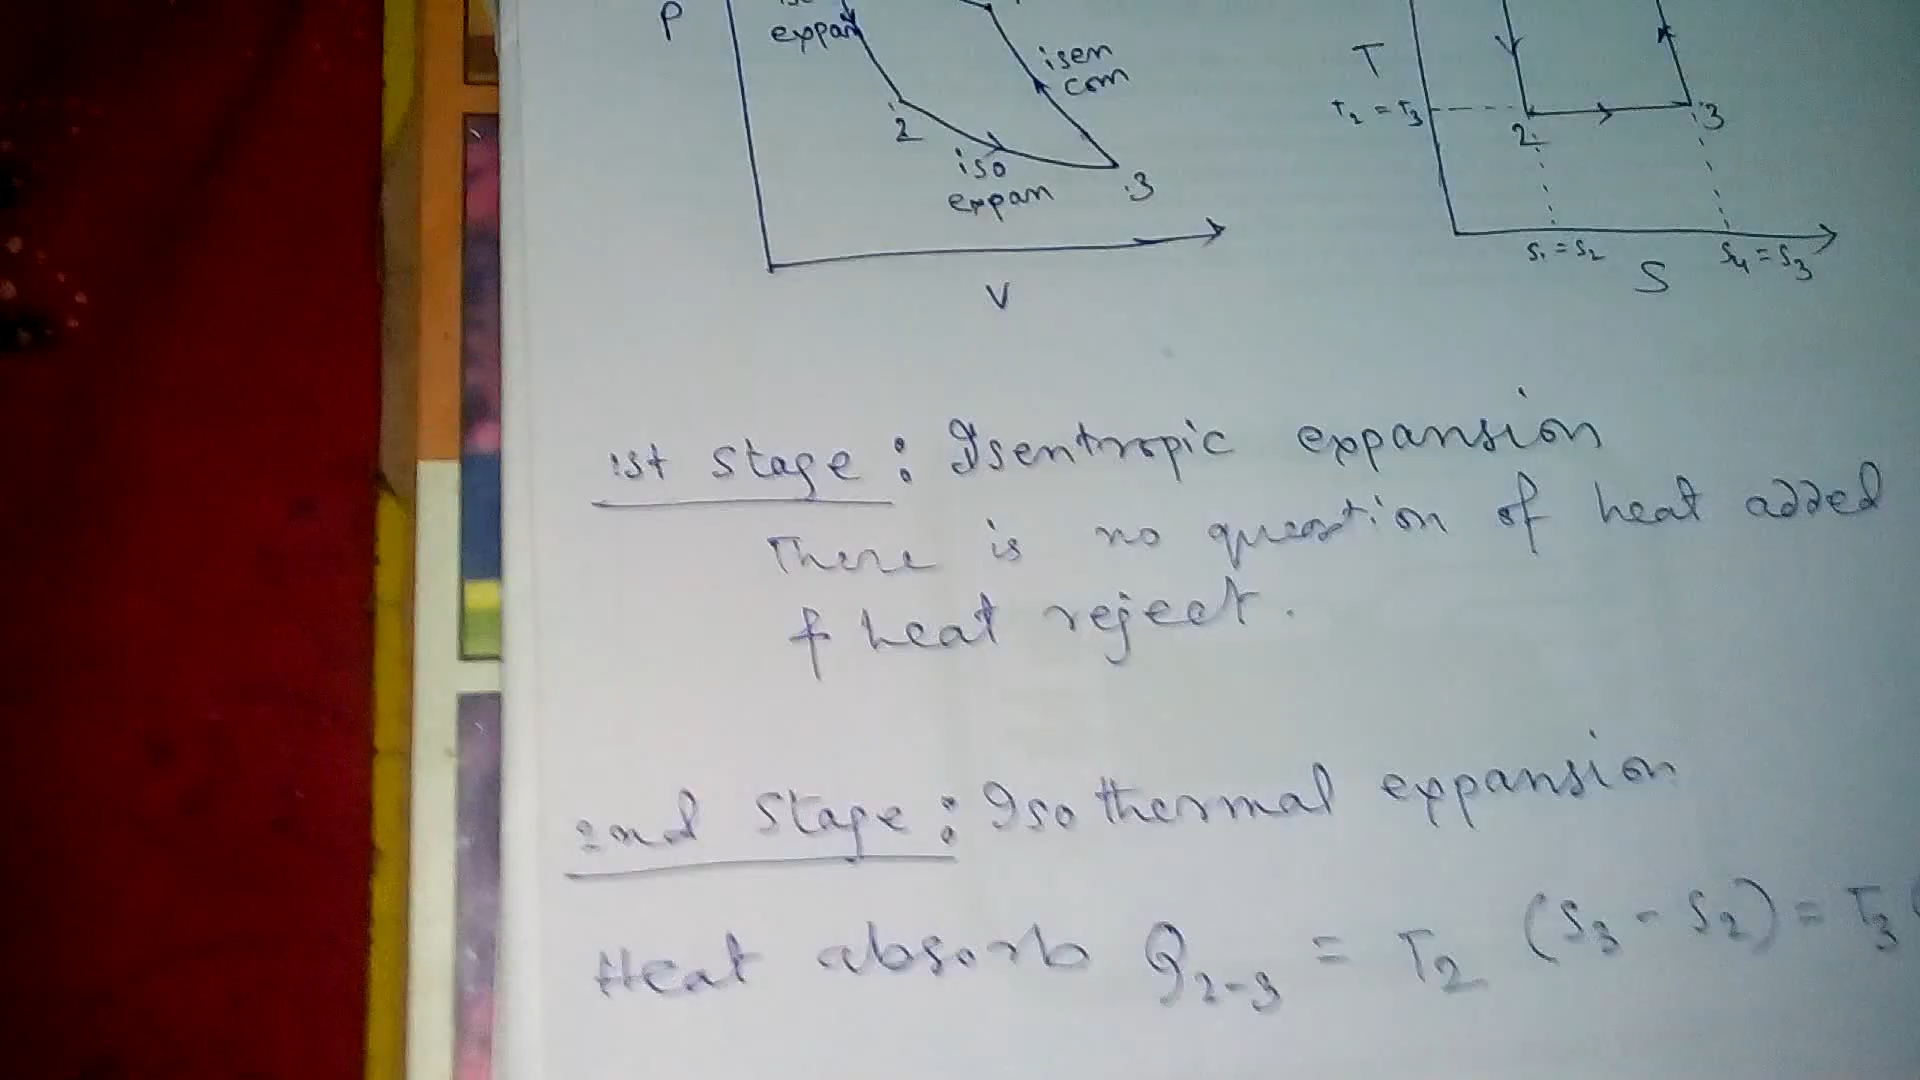 P
expan
isen
com
2
iso
expan
3
V
T
T2 = T3
2
3
S1 = S2
S4 = S3
S
1st stage : Isentropic expansion
There is no question of heat added
& heat reject.
2nd Stage : Isothermal expansion
Heat absorb Q2-3 = T2 (S3 - S2) = T3